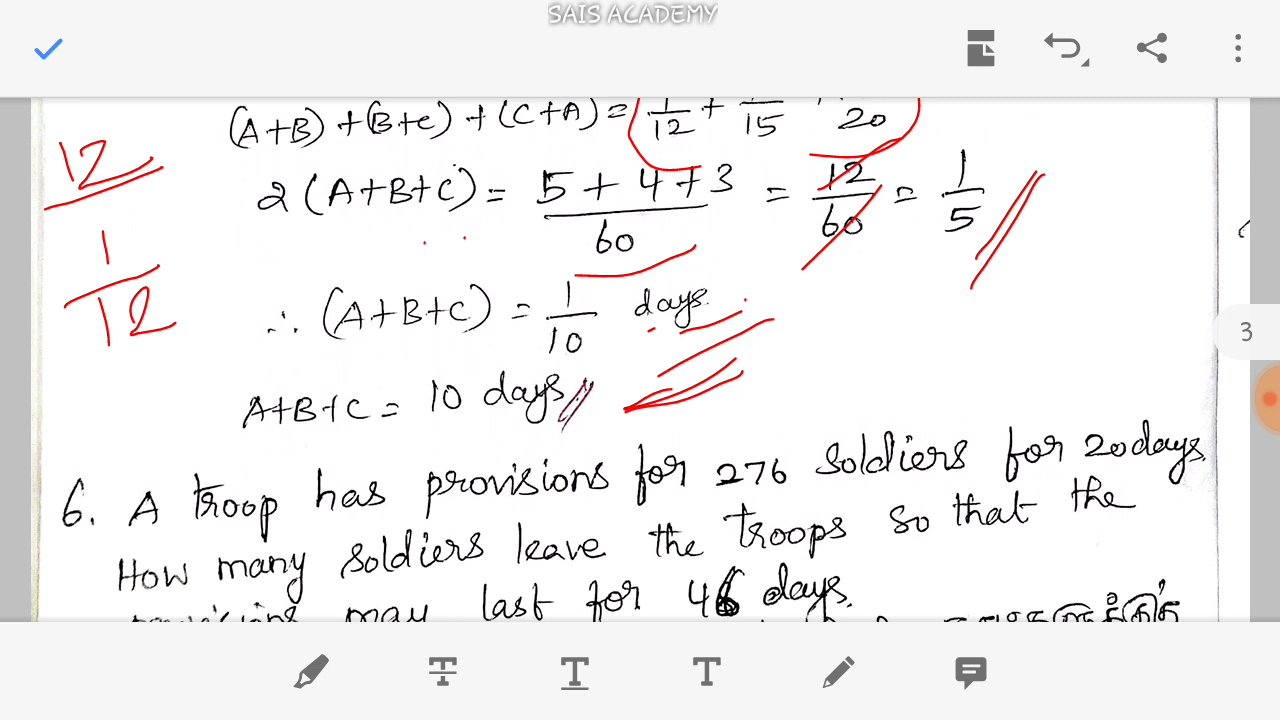 SAIS ACADEMY
(A+B) + (B+C) + (C+A) = 1/12 + 1/15 + 1/20
12
2 (A+B+C) = 5 + 4 + 3 / 60 = 12/60 = 1/5
1/12
∴ (A+B+C) = 1/10 days.
3
A+B+C = 10 days
6. A troop has provisions for 276 soldiers for 20 days.
How many soldiers leave the troops so that the
provisions may last for 46 days.